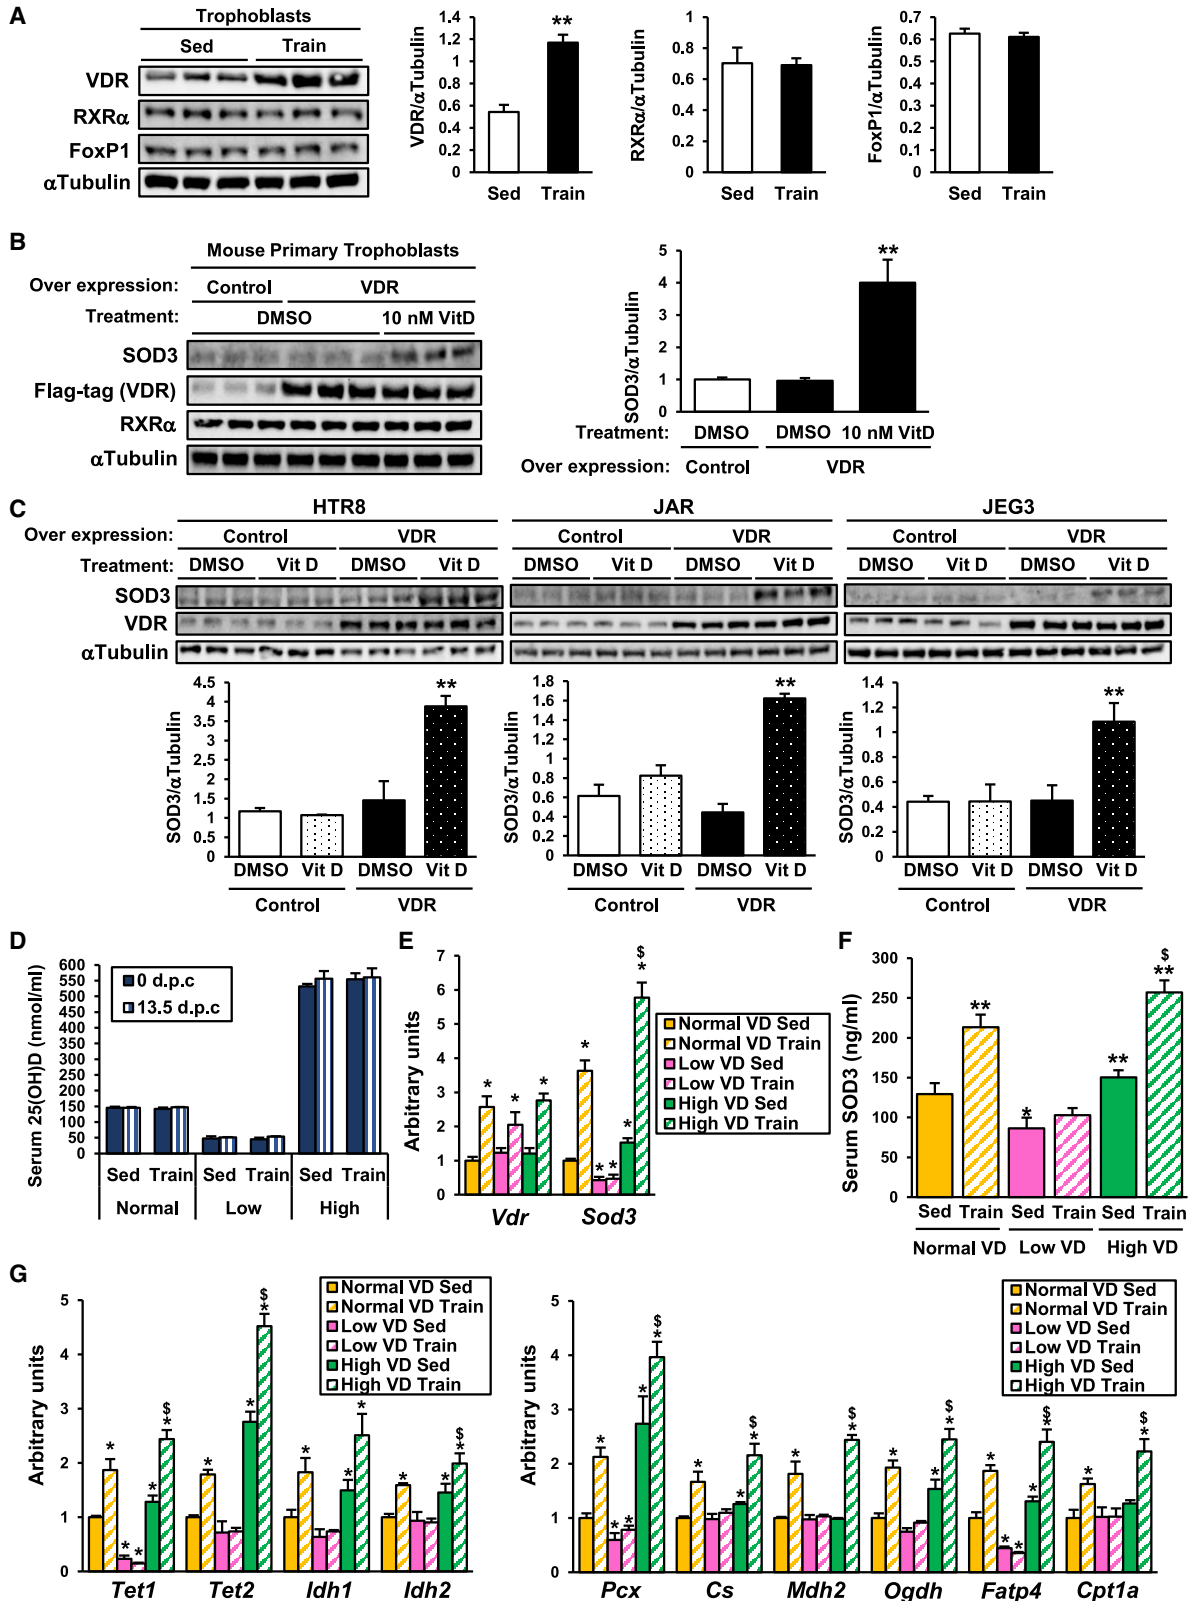 A
Trophoblasts
Sed Train
VDR
RXRα
FoxP1
αTubulin
VDR/αTubulin
1.4
1.2
1
0.8
0.6
0.4
0.2
0
**
Sed Train
RXRα/αTubulin
1
0.8
0.6
0.4
0.2
0
Sed Train
FoxP1/αTubulin
0.7
0.6
0.5
0.4
0.3
0.2
0.1
0
Sed Train
B
Mouse Primary Trophoblasts
Over expression: Control VDR
Treatment: DMSO 10 nM VitD
SOD3
Flag-tag (VDR)
RXRα
αTubulin
SOD3/αTubulin
5
4
3
2
1
0
**
Treatment: DMSO DMSO 10 nM VitD
Over expression: Control VDR
C
HTR8 JAR JEG3
Over expression: Control VDR Control VDR Control VDR
Treatment: DMSO Vit D DMSO Vit D DMSO Vit D DMSO Vit D DMSO Vit D DMSO Vit D
SOD3
VDR
αTubulin
SOD3/αTubulin
4.5
4
3.5
3
2.5
2
1.5
1
0.5
0
**
DMSO Vit D DMSO Vit D
Control VDR
SOD3/αTubulin
1.8
1.6
1.4
1.2
1
0.8
0.6
0.4
0.2
0
**
DMSO Vit D DMSO Vit D
Control VDR
SOD3/αTubulin
1.4
1.2
1
0.8
0.6
0.4
0.2
0
**
DMSO Vit D DMSO Vit D
Control VDR
D
Serum 25(OH)D (nmol/ml)
600
550
500
450
400
350
300
250
200
150
100
50
0
0 d.p.c
13.5 d.p.c
Sed Train Sed Train Sed Train
Normal Low High
E
Arbitrary units
7
6
5
4
3
2
1
0
* * * * * * * $ *
Vdr Sod3
Normal VD Sed
Normal VD Train
Low VD Sed
Low VD Train
High VD Sed
High VD Train
F
Serum SOD3 (ng/ml)
300
250
200
150
100
50
0
** * ** $ **
Sed Train Sed Train Sed Train
Normal VD Low VD High VD
G
Arbitrary units
5
4
3
2
1
0
Normal VD Sed
Normal VD Train
Low VD Sed
Low VD Train
High VD Sed
High VD Train
* * * * $ * * * $ * * * * * * $ *
Tet1 Tet2 Idh1 Idh2
Arbitrary units
5
4
3
2
1
0
Normal VD Sed
Normal VD Train
Low VD Sed
Low VD Train
High VD Sed
High VD Train
* * * * $ * * * $ * * $ * * * $ * * * * * $ * * $ *
Pcx Cs Mdh2 Ogdh Fatp4 Cpt1a